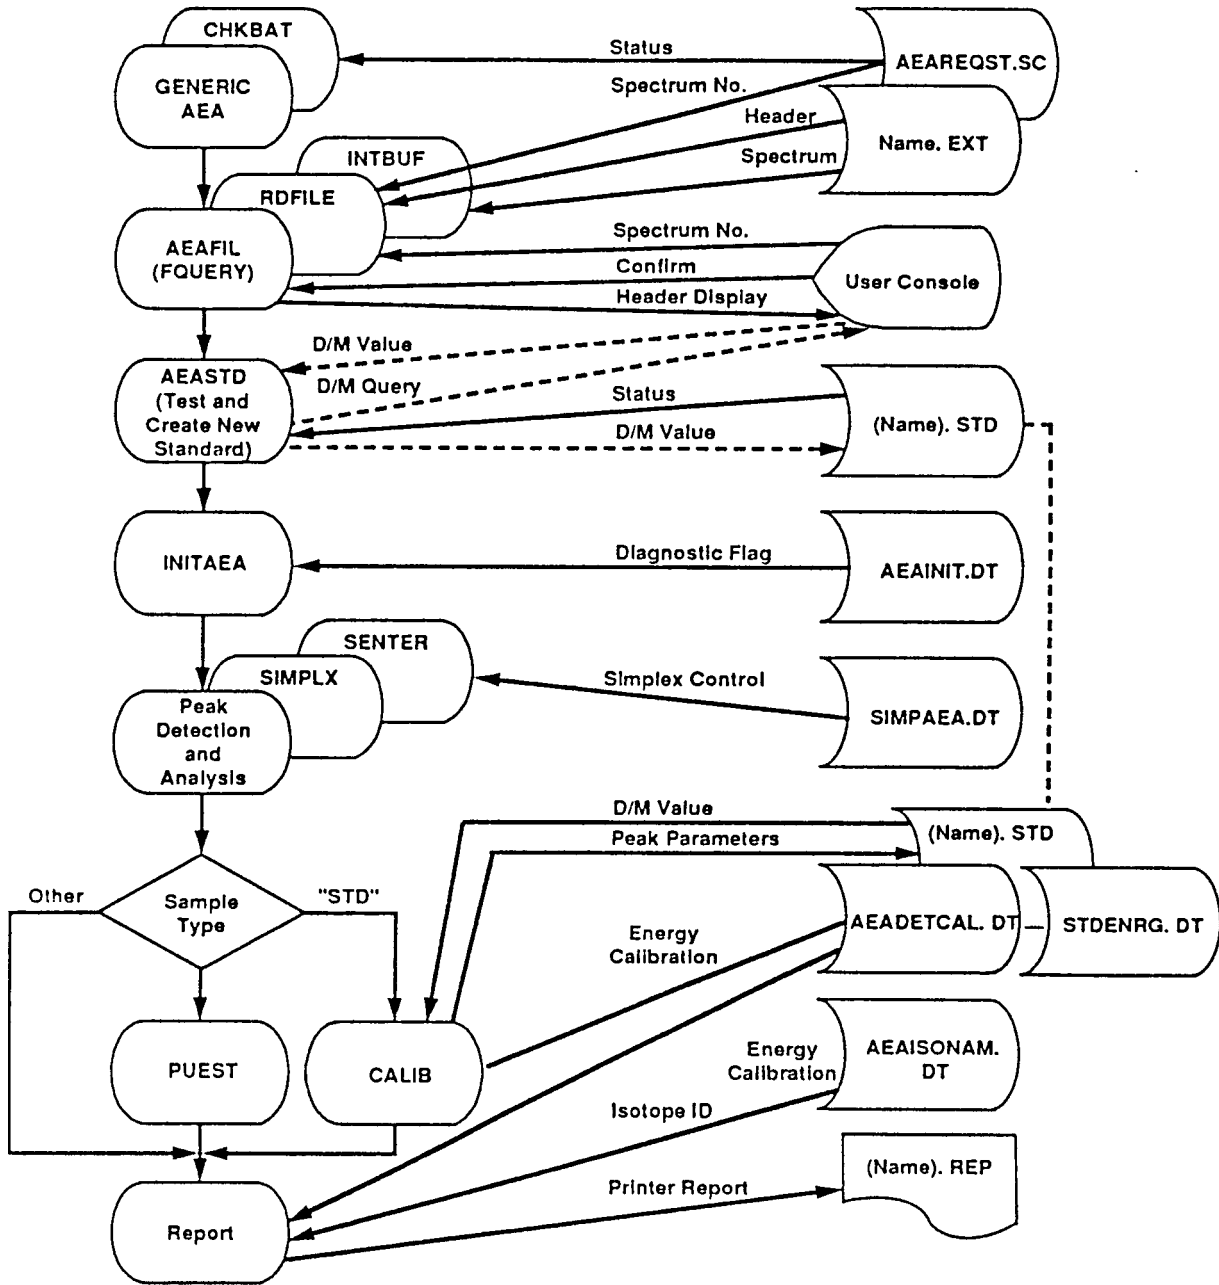 CHKBAT
GENERIC
AEA
Status
AEAREQST.SC
Spectrum No.
Header
Name. EXT
Spectrum
INTBUF
RDFILE
AEAFIL
(FQUERY)
Spectrum No.
Confirm
Header Display
User Console
D/M Value
D/M Query
AEASTD
(Test and
Create New
Standard)
Status
D/M Value
(Name). STD
INITAEA
Diagnostic Flag
AEAINIT.DT
SENTER
SIMPLX
Peak
Detection
and
Analysis
Simplex Control
SIMPAEA.DT
D/M Value
Peak Parameters
(Name). STD
Other
Sample
Type
"STD"
Energy
Calibration
AEADETCAL. DT
STDENRG. DT
PUEST
CALIB
Energy
Calibration
AEAISONAM.
DT
Isotope ID
Report
Printer Report
(Name). REP